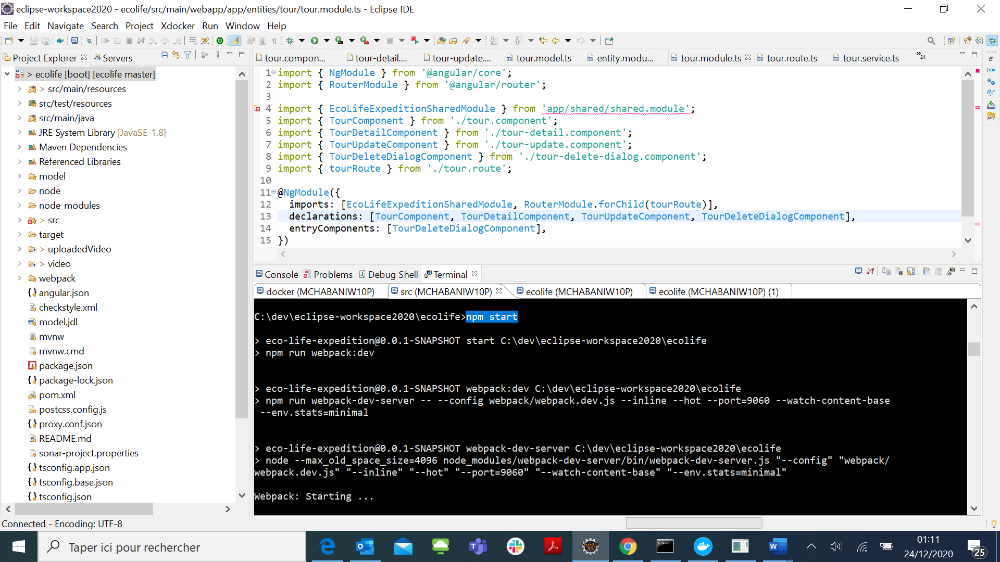 eclipse-workspace2020 - ecolife/src/main/webapp/app/entities/tour/tour.module.ts - Eclipse IDE
File Edit Navigate Search Project Xdocker Run Window Help
Project Explorer
Servers
> ecolife [boot] [ecolife master]
> src/main/resources
src/test/resources
src/main/java
JRE System Library [JavaSE-1.8]
Maven Dependencies
Referenced Libraries
model
node
node_modules
> src
target
> uploadedVideo
> video
webpack
angular.json
checkstyle.xml
model.jdl
mvnw
mvnw.cmd
package.json
package-lock.json
pom.xml
postcss.config.js
proxy.conf.json
README.md
sonar-project.properties
tsconfig.app.json
tsconfig.base.json
tsconfig.json
tour.compon... tour-detail.... tour-update.... tour.model.ts entity.modu... tour.module.ts tour.route.ts tour.service.ts »24
1 import { NgModule } from '@angular/core';
2 import { RouterModule } from '@angular/router';
3
4 import { EcoLifeExpeditionSharedModule } from 'app/shared/shared.module';
5 import { TourComponent } from './tour.component';
6 import { TourDetailComponent } from './tour-detail.component';
7 import { TourUpdateComponent } from './tour-update.component';
8 import { TourDeleteDialogComponent } from './tour-delete-dialog.component';
9 import { tourRoute } from './tour.route';
10
11 @NgModule({
12 imports: [EcoLifeExpeditionSharedModule, RouterModule.forChild(tourRoute)],
13 declarations: [TourComponent, TourDetailComponent, TourUpdateComponent, TourDeleteDialogComponent],
14 entryComponents: [TourDeleteDialogComponent],
15 })
Console Problems Debug Shell Terminal
docker (MCHABANIW10P) src (MCHABANIW10P) ecolife (MCHABANIW10P) ecolife (MCHABANIW10P) (1)
C:\dev\eclipse-workspace2020\ecolife>npm start
> eco-life-expedition@0.0.1-SNAPSHOT start C:\dev\eclipse-workspace2020\ecolife
> npm run webpack:dev
> eco-life-expedition@0.0.1-SNAPSHOT webpack:dev C:\dev\eclipse-workspace2020\ecolife
> npm run webpack-dev-server -- --config webpack/webpack.dev.js --inline --hot --port=9060 --watch-content-base
--env.stats=minimal
> eco-life-expedition@0.0.1-SNAPSHOT webpack-dev-server C:\dev\eclipse-workspace2020\ecolife
> node --max_old_space_size=4096 node_modules/webpack-dev-server/bin/webpack-dev-server.js "--config" "webpack/
webpack.dev.js" "--inline" "--hot" "--port=9060" "--watch-content-base" "--env.stats=minimal"
Webpack: Starting ...
Connected - Encoding: UTF-8
Taper ici pour rechercher
01:11
24/12/2020
25